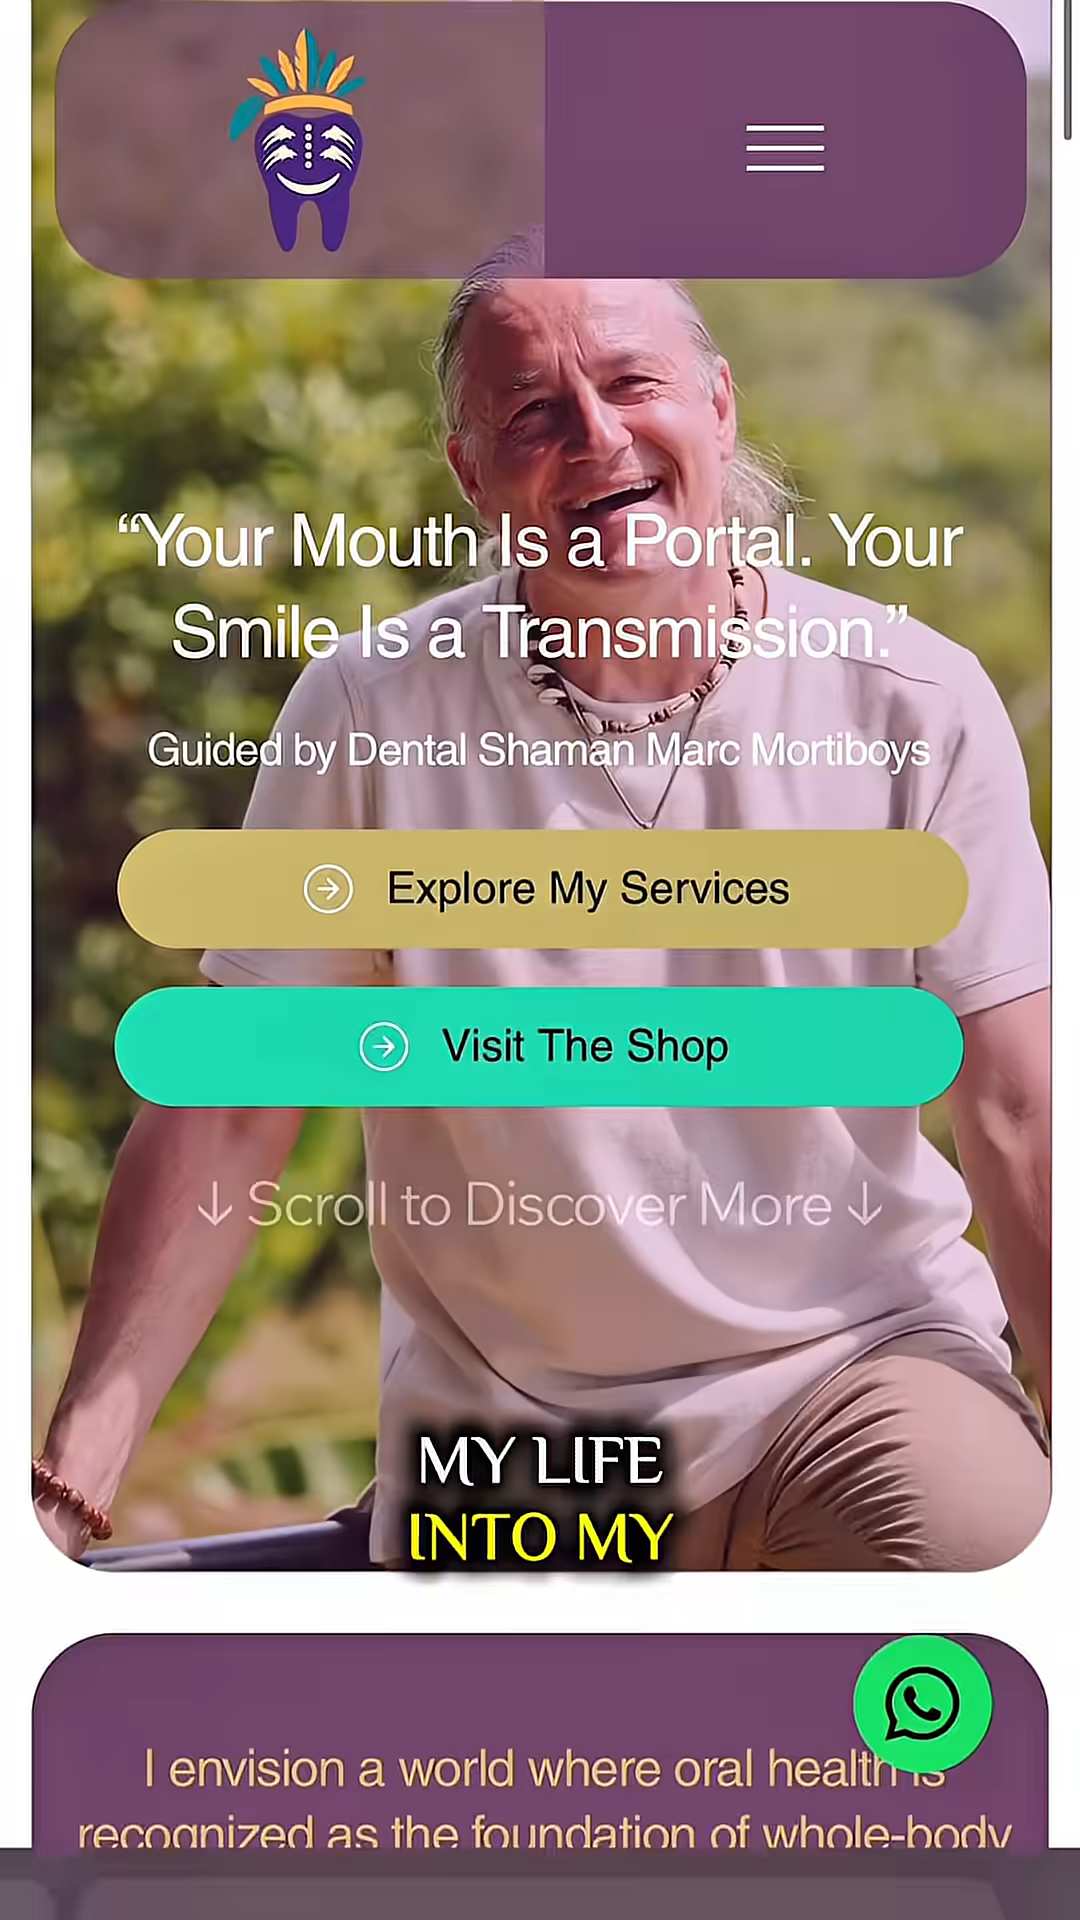 “Your Mouth Is a Portal. Your
Smile Is a Transmission.”
Guided by Dental Shaman Marc Mortiboys
Explore My Services
Visit The Shop
↓ Scroll to Discover More ↓
MY LIFE
INTO MY
I envision a world where oral health is
recognized as the foundation of whole-body